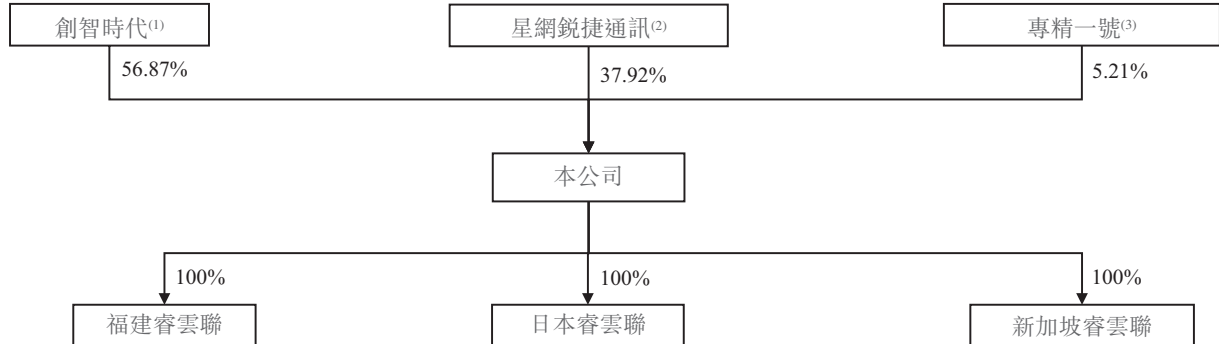 創智時代(1)
星網銳捷通訊(2)
專精一號(3)
56.87%
37.92%
5.21%
本公司
100%
100%
100%
福建睿雲聯
日本睿雲聯
新加坡睿雲聯